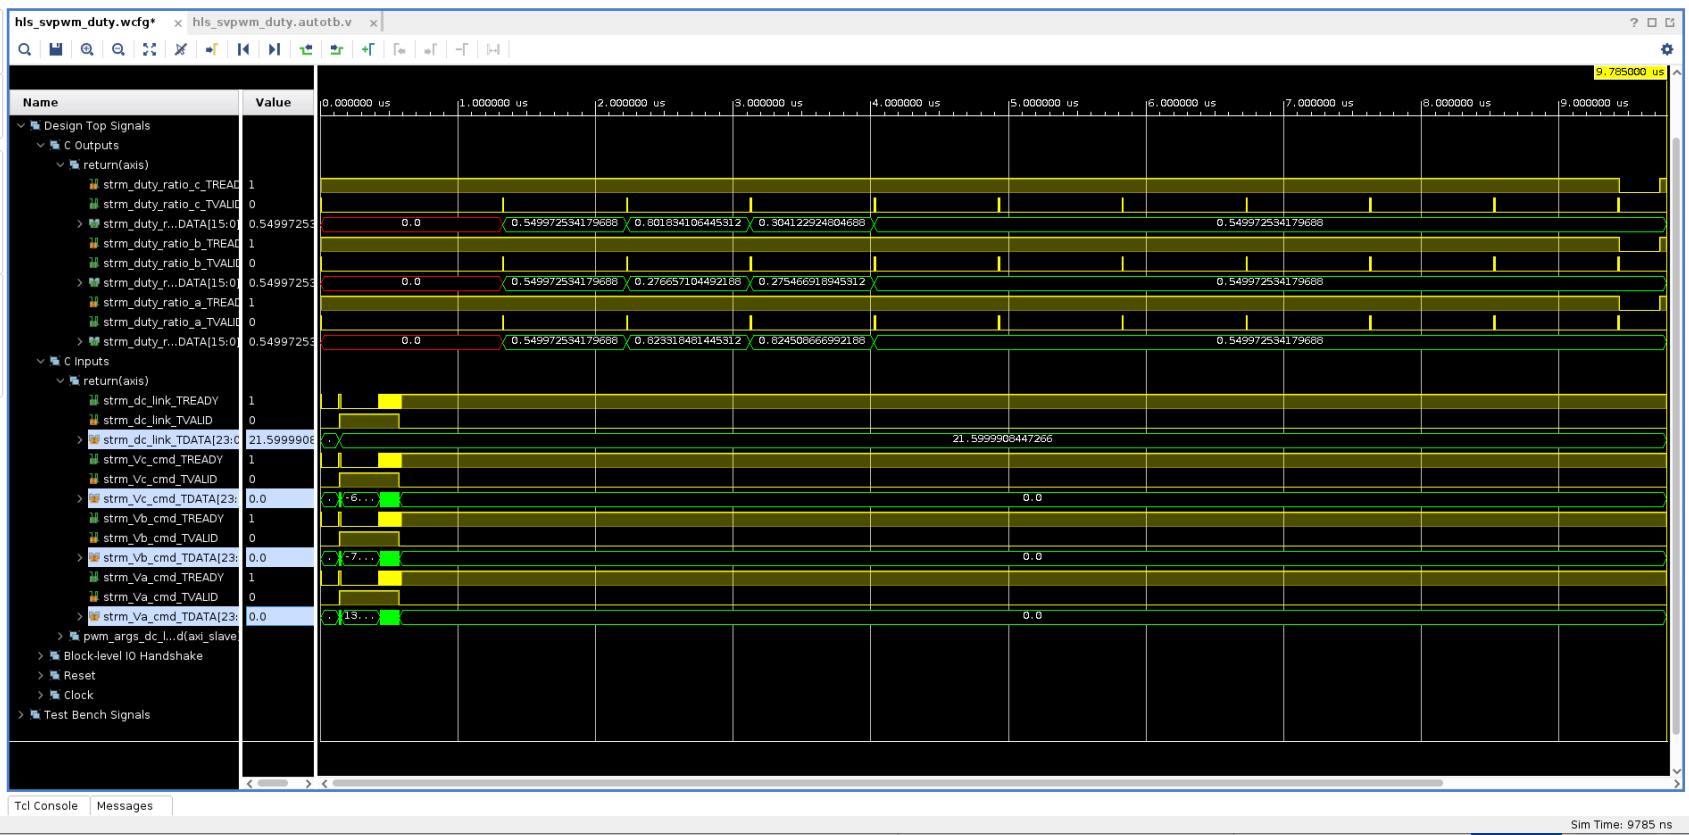 hls_svpwm_duty.wcfg* × hls_svpwm_duty.autotb.v ×
9.785000 us
Name Value 0.000000 us 1.000000 us 2.000000 us 3.000000 us 4.000000 us 5.000000 us 6.000000 us 7.000000 us 8.000000 us 9.000000 us
Design Top Signals
C Outputs
return(axis)
strm_duty_ratio_c_TREAD 1
strm_duty_ratio_c_TVALID 0
strm_duty_r...DATA[15:0] 0.54997253 0.0 0.549972534179688 0.801834106445312 0.304122924804688 0.549972534179688
strm_duty_ratio_b_TREAD 1
strm_duty_ratio_b_TVALID 0
strm_duty_r...DATA[15:0] 0.54997253 0.0 0.549972534179688 0.276657104492188 0.275466918945312 0.549972534179688
strm_duty_ratio_a_TREAD 1
strm_duty_ratio_a_TVALID 0
strm_duty_r...DATA[15:0] 0.54997253 0.0 0.549972534179688 0.823318481445312 0.824508666992188 0.549972534179688
C Inputs
return(axis)
strm_dc_link_TREADY 1
strm_dc_link_TVALID 0
strm_dc_link_TDATA[23:0 21.5999908 . 21.5999908447266
strm_Vc_cmd_TREADY 1
strm_Vc_cmd_TVALID 0
strm_Vc_cmd_TDATA[23: 0.0 . -6... 0.0
strm_Vb_cmd_TREADY 1
strm_Vb_cmd_TVALID 0
strm_Vb_cmd_TDATA[23: 0.0 . -7... 0.0
strm_Va_cmd_TREADY 1
strm_Va_cmd_TVALID 0
strm_Va_cmd_TDATA[23: 0.0 . 13... 0.0
pwm_args_dc_l...d(axi_slave)
Block-level IO Handshake
Reset
Clock
Test Bench Signals
Tcl Console Messages
Sim Time: 9785 ns